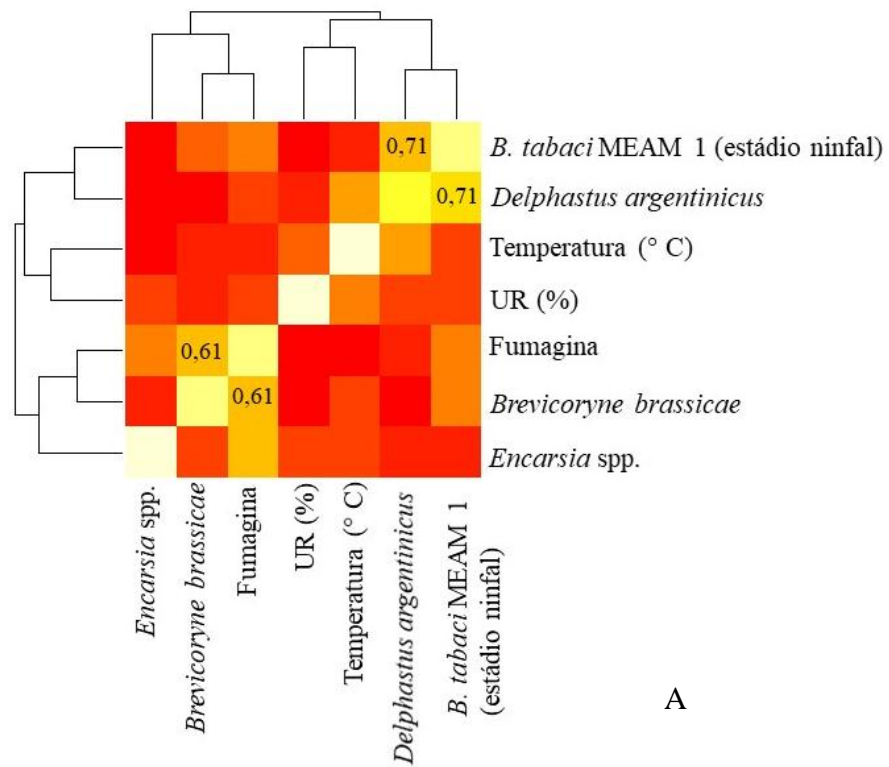 0,71 B. tabaci MEAM 1 (estádio ninfal)
0,71 Delphastus argentinicus
Temperatura (° C)
UR (%)
0,61 Fumagina
0,61 Brevicoryne brassicae
Encarsia spp.
Encarsia spp.
Brevicoryne brassicae
Fumagina
UR (%)
Temperatura (° C)
Delphastus argentinicus
B. tabaci MEAM 1
(estádio ninfal)
A